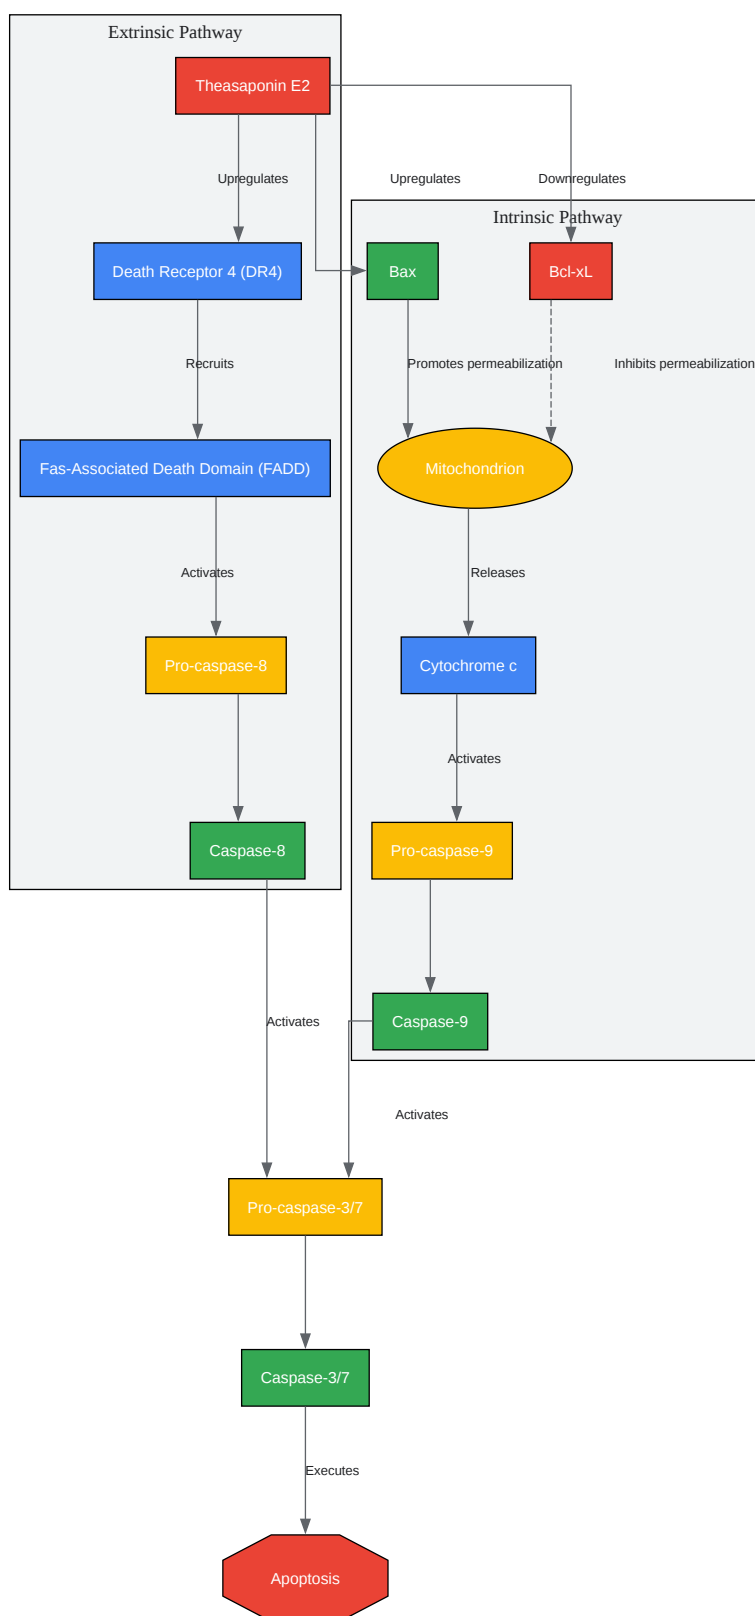 Extrinsic Pathway
Theasaponin E2
Upregulates
Upregulates
Downregulates
Intrinsic Pathway
Death Receptor 4 (DR4)
Bax
Bcl-xL
Recruits
Promotes permeabilization
Inhibits permeabilization
Fas-Associated Death Domain (FADD)
Mitochondrion
Activates
Releases
Pro-caspase-8
Cytochrome c
Activates
Caspase-8
Pro-caspase-9
Activates
Caspase-9
Activates
Pro-caspase-3/7
Caspase-3/7
Executes
Apoptosis